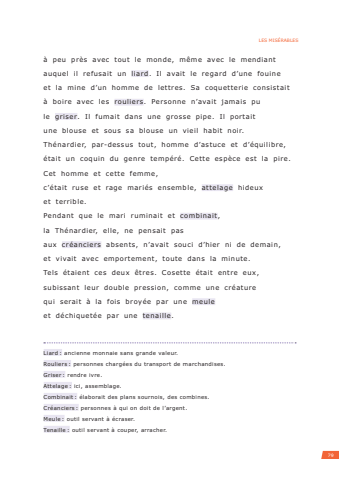 LES MISÉRABLES
à peu près avec tout le monde, même avec le mendiant
auquel il refusait un liard. Il avait le regard d'une fouine
et la mine d'un homme de lettres. Sa coquetterie consistait
à boire avec les rouliers. Personne n'avait jamais pu
le griser. Il fumait dans une grosse pipe. Il portait
une blouse et sous sa blouse un vieil habit noir.
Thénardier, par-dessus tout, homme d'astuce et d'équilibre,
était un coquin du genre tempéré. Cette espèce est la pire.
Cet homme et cette femme,
c'était ruse et rage mariés ensemble, attelage hideux
et terrible.
Pendant que le mari ruminait et combinait,
la Thénardier, elle, ne pensait pas
aux créanciers absents, n'avait souci d'hier ni de demain,
et vivait avec emportement, toute dans la minute.
Tels étaient ces deux êtres. Cosette était entre eux,
subissant leur double pression, comme une créature
qui serait à la fois broyée par une meule
et déchiquetée par une tenaille.
Liard : ancienne monnaie sans grande valeur.
Rouliers : personnes chargées du transport de marchandises.
Griser : rendre ivre.
Attelage : ici, assemblage.
Combinait : élaborait des plans sournois, des combines.
Créanciers : personnes à qui on doit de l'argent.
Meule : outil servant à écraser.
Tenaille : outil servant à couper, arracher.